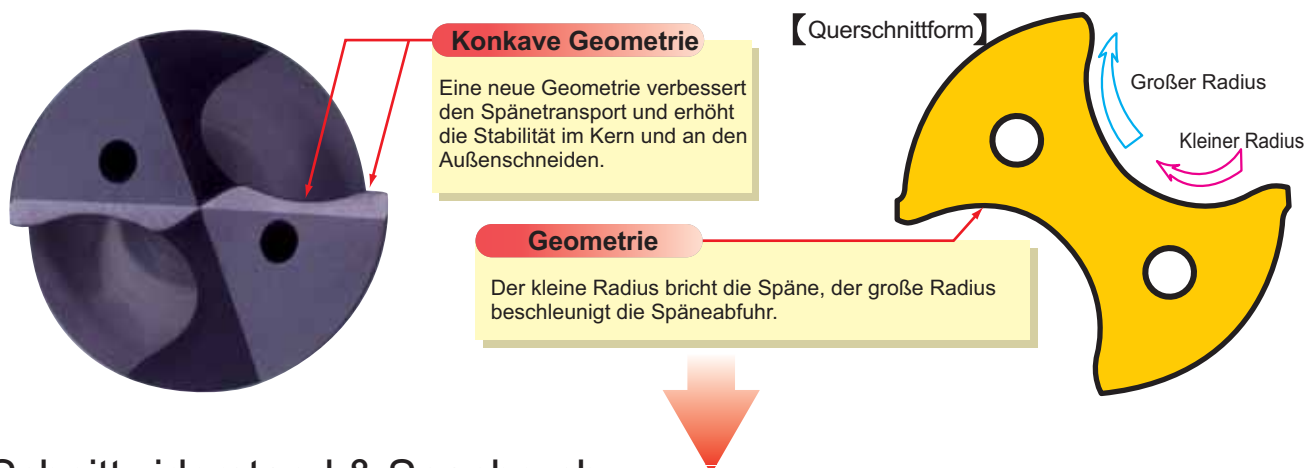 Konkave Geometrie
Eine neue Geometrie verbessert
den Spänetransport und erhöht
die Stabilität im Kern und an den
Außenschneiden.
【Querschnittform】
Großer Radius
Kleiner Radius
Geometrie
Der kleine Radius bricht die Späne, der große Radius
beschleunigt die Späneabfuhr.